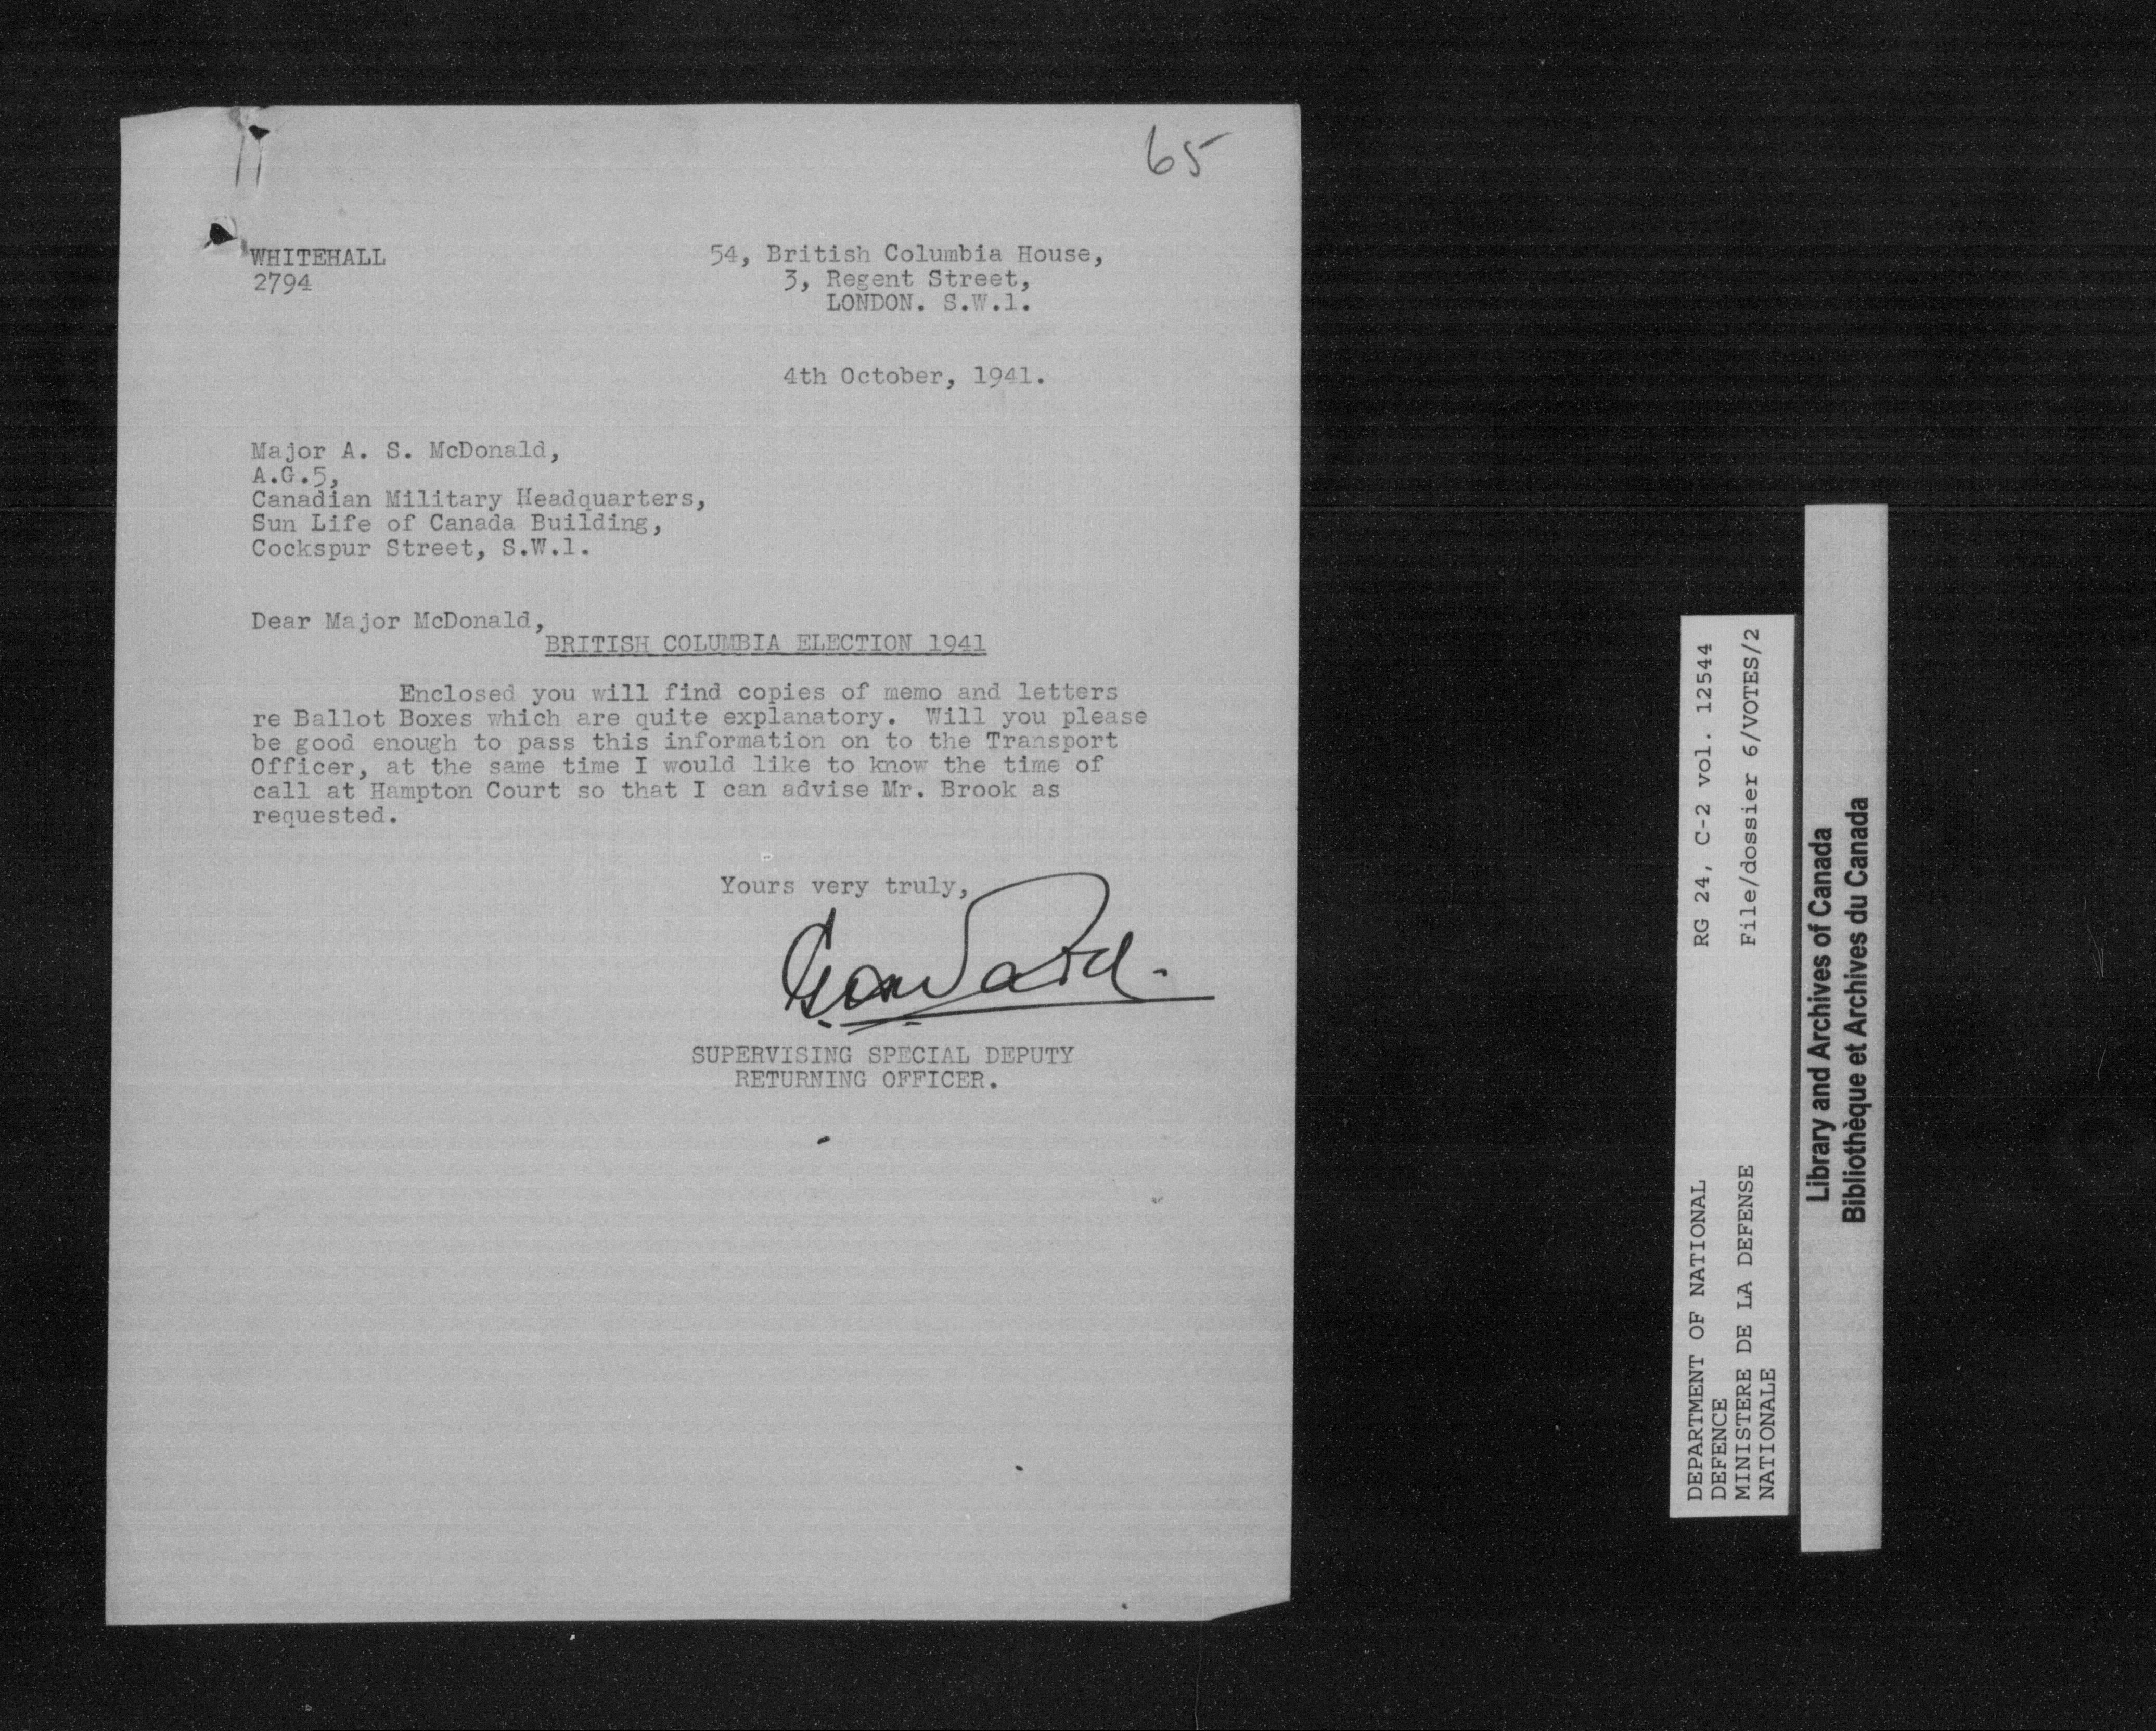 65
WHITEHALL
2794
54, British Columbia House,
3, Regent Street,
LONDON. S.W.1.
4th October, 1941.
Major A. S. McDonald,
A.G.5,
Canadian Military Headquarters,
Sun Life of Canada Building,
Cockspur Street, S.W.1.
Dear Major McDonald,
BRITISH COLUMBIA ELECTION 1941
Enclosed you will find copies of memo and letters
re Ballot Boxes which are quite explanatory. Will you please
be good enough to pass this information on to the Transport
Officer, at the same time I would like to know the time of
call at Hampton Court so that I can advise Mr. Brook as
requested.
Yours very truly,
SUPERVISING SPECIAL DEPUTY
RETURNING OFFICER.
DEPARTMENT OF NATIONAL
DEFENCE
MINISTERE DE LA DEFENSE
NATIONALE
RG 24, C-2 vol. 12544
File/dossier 6/VOTES/2
Library and Archives of Canada
Bibliothèque et Archives du Canada